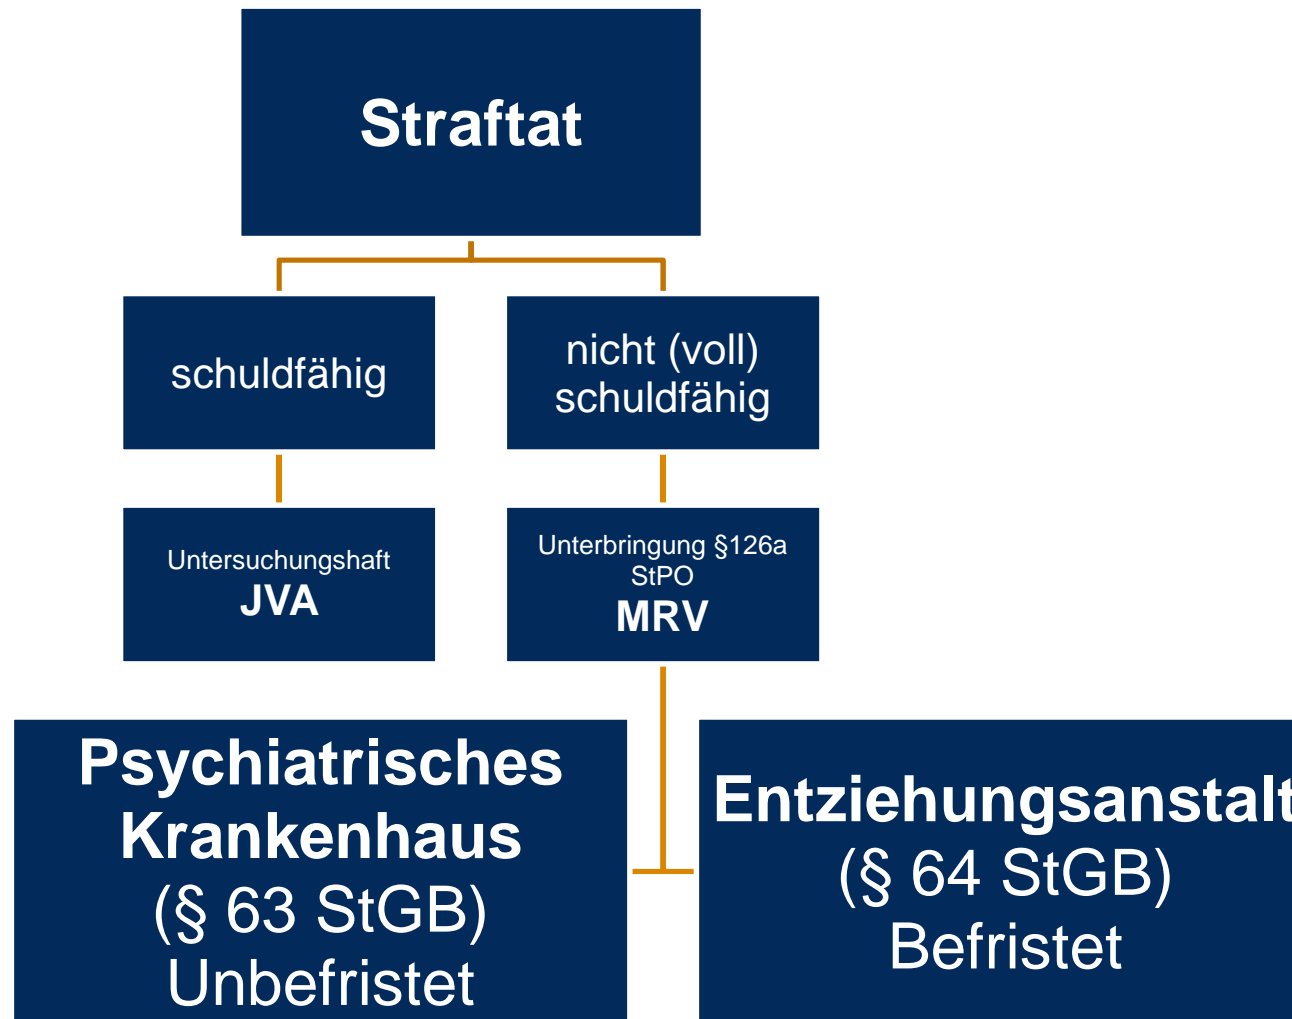 Straftat
schuldfähig
nicht (voll)
schuldfähig
Untersuchungshaft
JVA
Unterbringung §126a
StPO
MRV
Psychiatrisches
Krankenhaus
(§ 63 StGB)
Unbefristet
Entziehungsanstalt
(§ 64 StGB)
Befristet